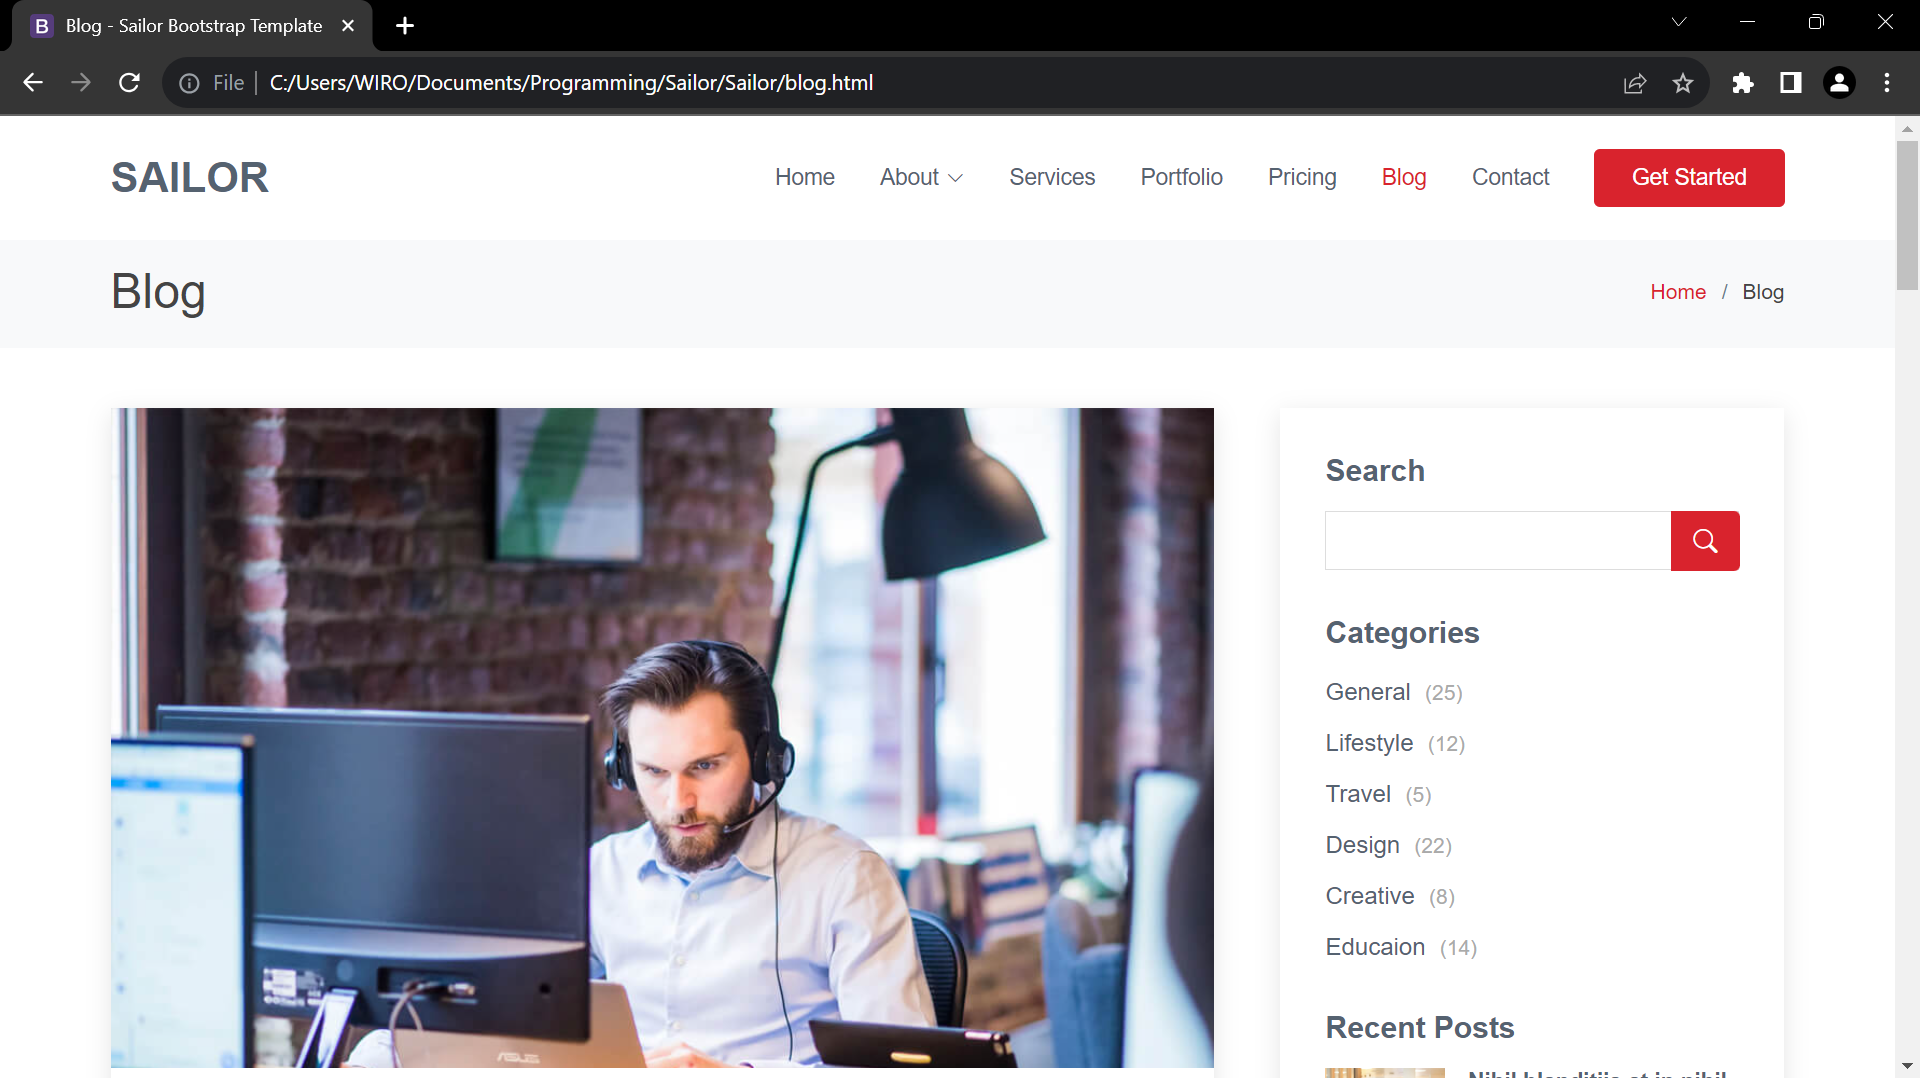 Blog - Sailor Bootstrap Template
File
C:/Users/WIRO/Documents/Programming/Sailor/Sailor/blog.html
SAILOR
Home
About
Services
Portfolio
Pricing
Blog
Contact
Get Started
Blog
Home / Blog
ASUS
Search
Categories
General (25)
Lifestyle (12)
Travel (5)
Design (22)
Creative (8)
Educaion (14)
Recent Posts